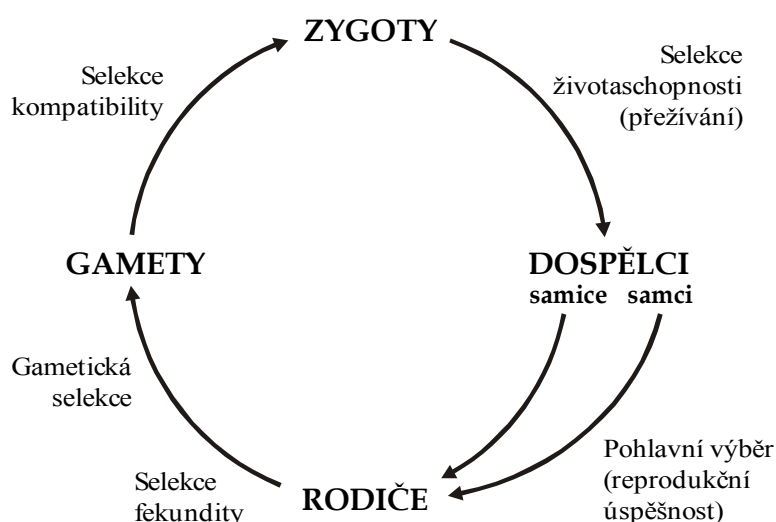 ZYGOTY
Selekce
životaschopnosti
(přežívání)
Selekce
kompatibility
GAMETY
DOSPĚLCI
samice samci
Gametická
selekce
Pohlavní výběr
(reprodukční
úspěšnost)
Selekce
fekundity
RODIČE